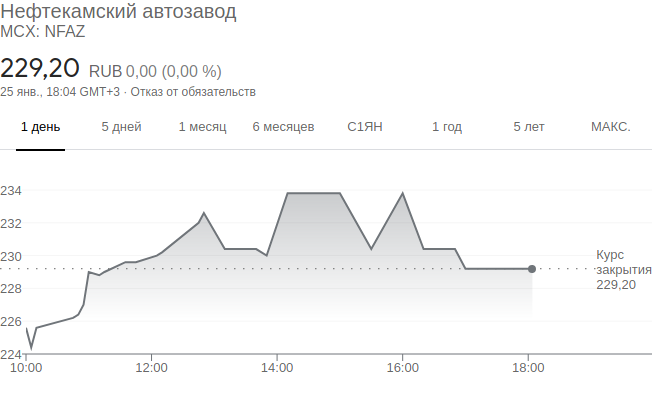 Нефтекамский автозавод
MCX: NFAZ
229,20 RUB 0,00 (0,00 %)
25 янв., 18:04 GMT+3 · Отказ от обязательств
1 день 5 дней 1 месяц 6 месяцев С1ЯН 1 год 5 лет МАКС.
234
232
230
228
226
224
Курс
закрытия
229,20
10:00 12:00 14:00 16:00 18:00